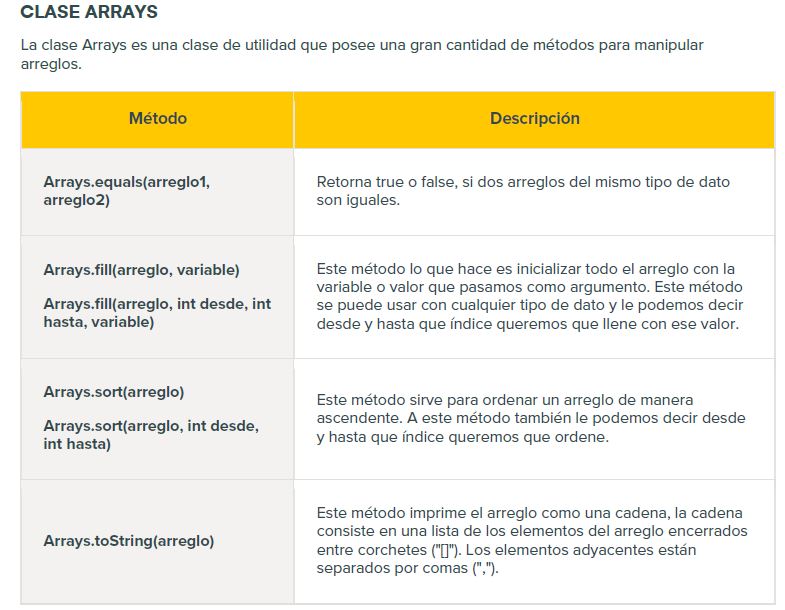 CLASE ARRAYS
La clase Arrays es una clase de utilidad que posee una gran cantidad de métodos para manipular
arreglos.
Método
Descripción
Arrays.equals(arreglo1,
arreglo2)
Retorna true o false, si dos arreglos del mismo tipo de dato
son iguales.
Arrays.fill(arreglo, variable)
Arrays.fill(arreglo, int desde, int
hasta, variable)
Este método lo que hace es inicializar todo el arreglo con la
variable o valor que pasamos como argumento. Este método
se puede usar con cualquier tipo de dato y le podemos decir
desde y hasta que índice queremos que llene con ese valor.
Arrays.sort(arreglo)
Arrays.sort(arreglo, int desde,
int hasta)
Este método sirve para ordenar un arreglo de manera
ascendente. A este método también le podemos decir desde
y hasta que índice queremos que ordene.
Arrays.toString(arreglo)
Este método imprime el arreglo como una cadena, la cadena
consiste en una lista de los elementos del arreglo encerrados
entre corchetes ("[]"). Los elementos adyacentes están
separados por comas (",").